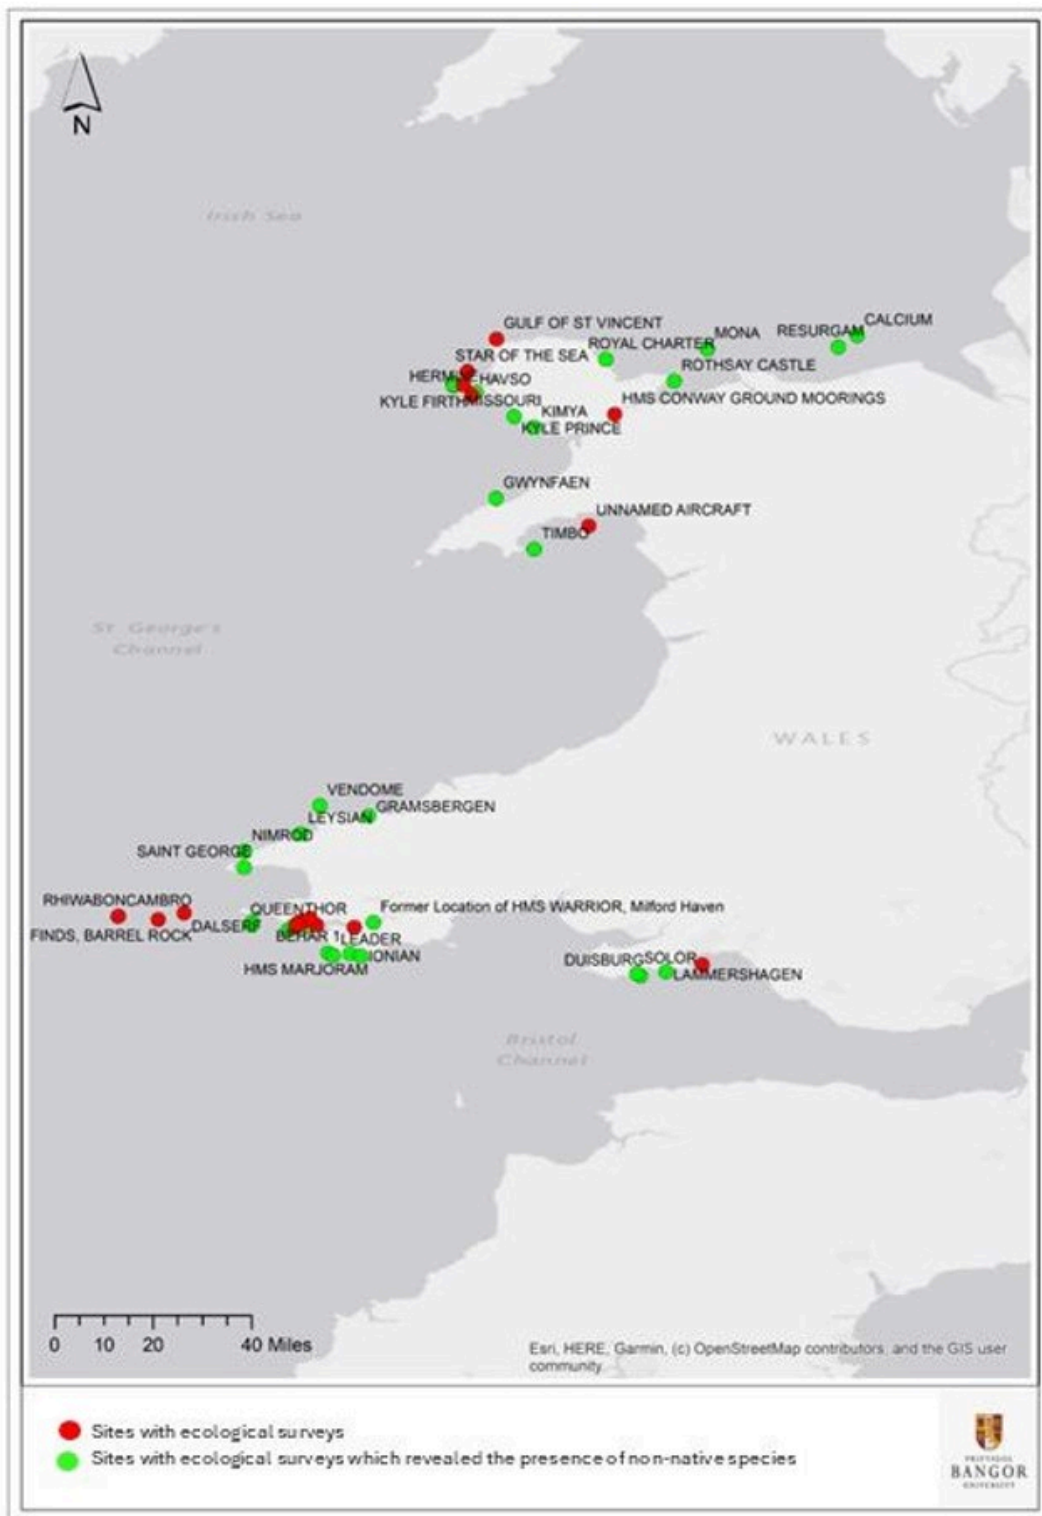 N
Irish Sea
GULF OF ST VINCENT
CALCIUM
MONA
RESURGAM
ROYAL CHARTER
STAR OF THE SEA
ROTHSAY CASTLE
HAVSO
HMS CONWAY GROUND MOORINGS
KYLE FIRTH
MISSOURI
KIMYA
KYLE PRINCE
GWYNFAEN
UNNAMED AIRCRAFT
TIMBO
St George's
Channel
WALES
VENDOME
GRAMSBERGEN
LEYSIAN
NIMROD
SAINT GEORGE
RHIWABON
CAMBRO
QUEEN
THOR
Former Location of HMS WARRIOR, Milford Haven
DALSERF
FINDS, BARREL ROCK
BEHAR 1
LEADER
IONIAN
HMS MARJORAM
DUISBURG
SOLOR
LAMMERSHAGEN
Bristol
Channel
0 10 20 40 Miles
Esri, HERE, Garmin, (c) OpenStreetMap contributors, and the GIS user
community
Sites with ecological surveys
Sites with ecological surveys which revealed the presence of non-native species
PRIFYSGOL
BANGOR
UNIVERSITY